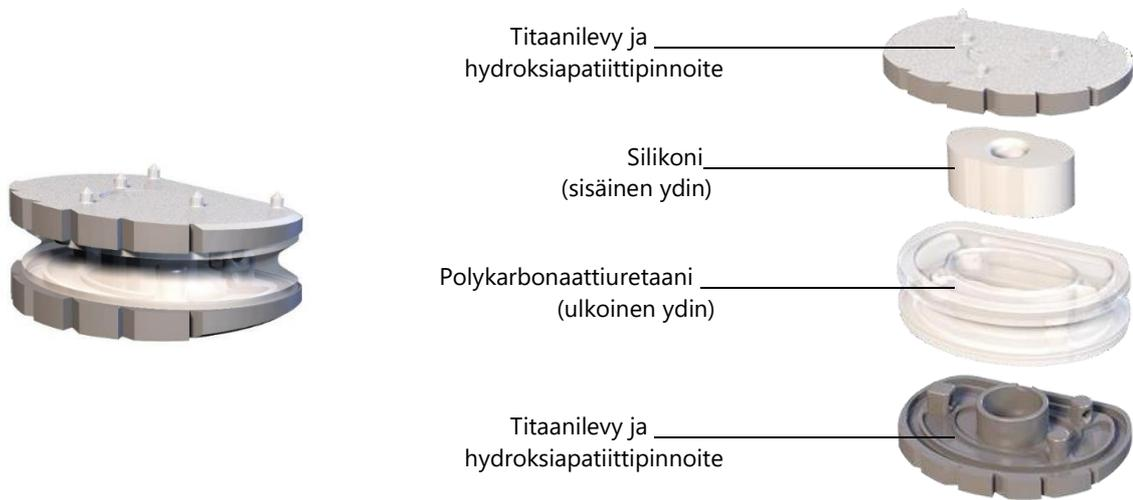 Titaanilevy ja
hydroksiapatiittipinnoite
Silikoni
(sisäinen ydin)
Polykarbonaattiuretaani
(ulkoinen ydin)
Titaanilevy ja
hydroksiapatiittipinnoite